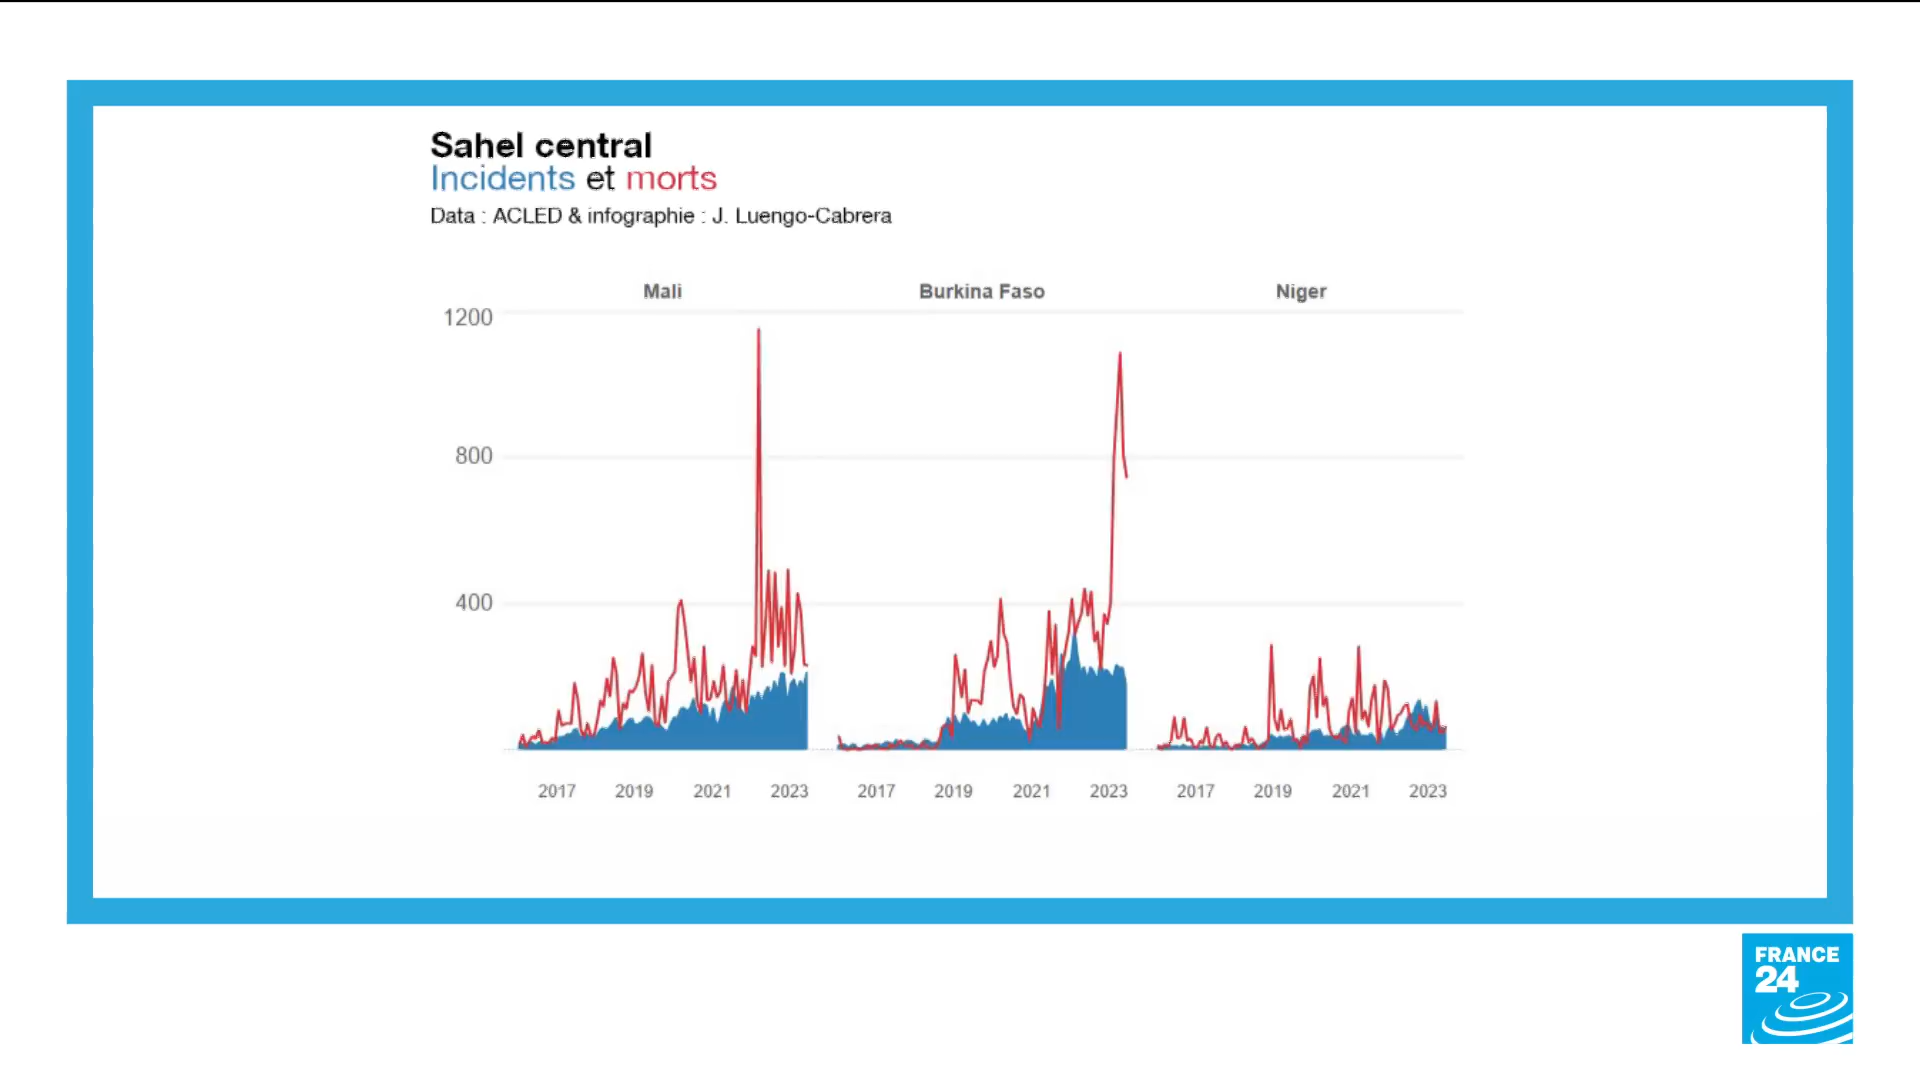 Sahel central
Incidents et morts
Data : ACLED & infographie : J. Luengo-Cabrera
Mali Burkina Faso Niger
1200
800
400
2017 2019 2021 2023 2017 2019 2021 2023 2017 2019 2021 2023
FRANCE
24